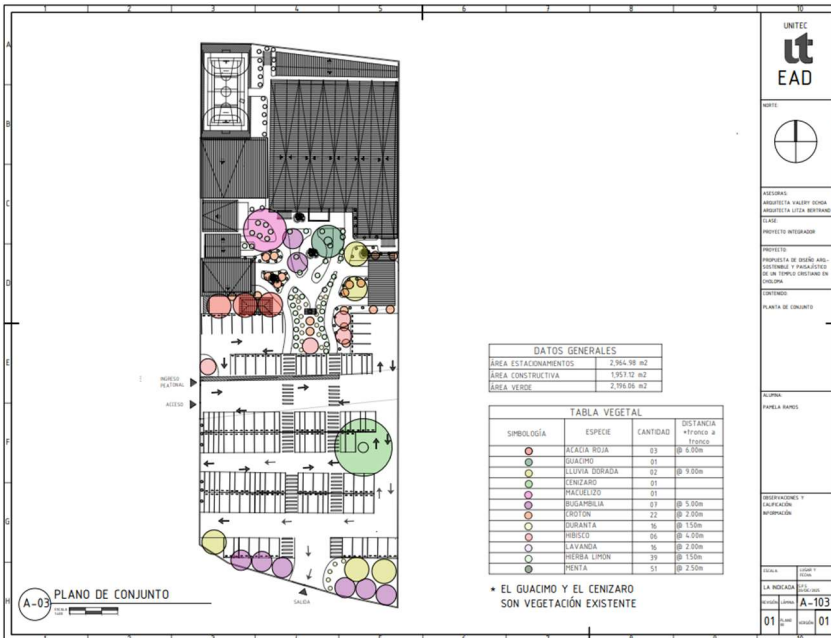 1 2 3 4 5 6 7 8 9 10
A
B
C
D
E
F
G
H
INGRESO
PEATONAL
ACCESO
SALIDA
A-03
PLANO DE CONJUNTO
ESCALA
DATOS GENERALES
ÁREA ESTACIONAMIENTOS 2,964.98 m2
ÁREA CONSTRUCTIVA 1,957.12 m2
ÁREA VERDE 2,196.06 m2
TABLA VEGETAL
SIMBOLOGÍA ESPECIE CANTIDAD DISTANCIA
*tronco a
tronco
ACACIA ROJA 03 @ 6.00m
GUACIMO 01
LLUVIA DORADA 02 @ 9.00m
CENIZARO 01
MACUELIZO 01
BUGAMBILIA 07 @ 5.00m
CROTON 22 @ 2.00m
DURANTA 16 @ 1.50m
HIBISCO 06 @ 4.00m
LAVANDA 16 @ 2.00m
HIERBA LIMON 39 @ 1.50m
MENTA 51 @ 2.50m
* EL GUACIMO Y EL CENIZARO
SON VEGETACIÓN EXISTENTE
UNITEC
ut
EAD
NORTE:
ASESORAS:
ARQUITECTA VALERY OCHOA
ARQUITECTA LITZA BERTRAND
CLASE:
PROYECTO INTEGRADOR
PROYECTO:
PROPUESTA DE DISEÑO ARQ.-
SOSTENIBLE Y PAISAJÍSTICO
DE UN TEMPLO CRISTIANO EN
CHOLOMA
CONTENIDO:
PLANTA DE CONJUNTO
ALUMNA:
PAMELA RAMOS
OBSERVACIONES Y
CALIFICACIÓN
INFORMACIÓN
ESCALA LUGAR Y
FECHA
LA INDICADA
REVISIÓN LÁMINA A-103
01 VERSIÓN 01